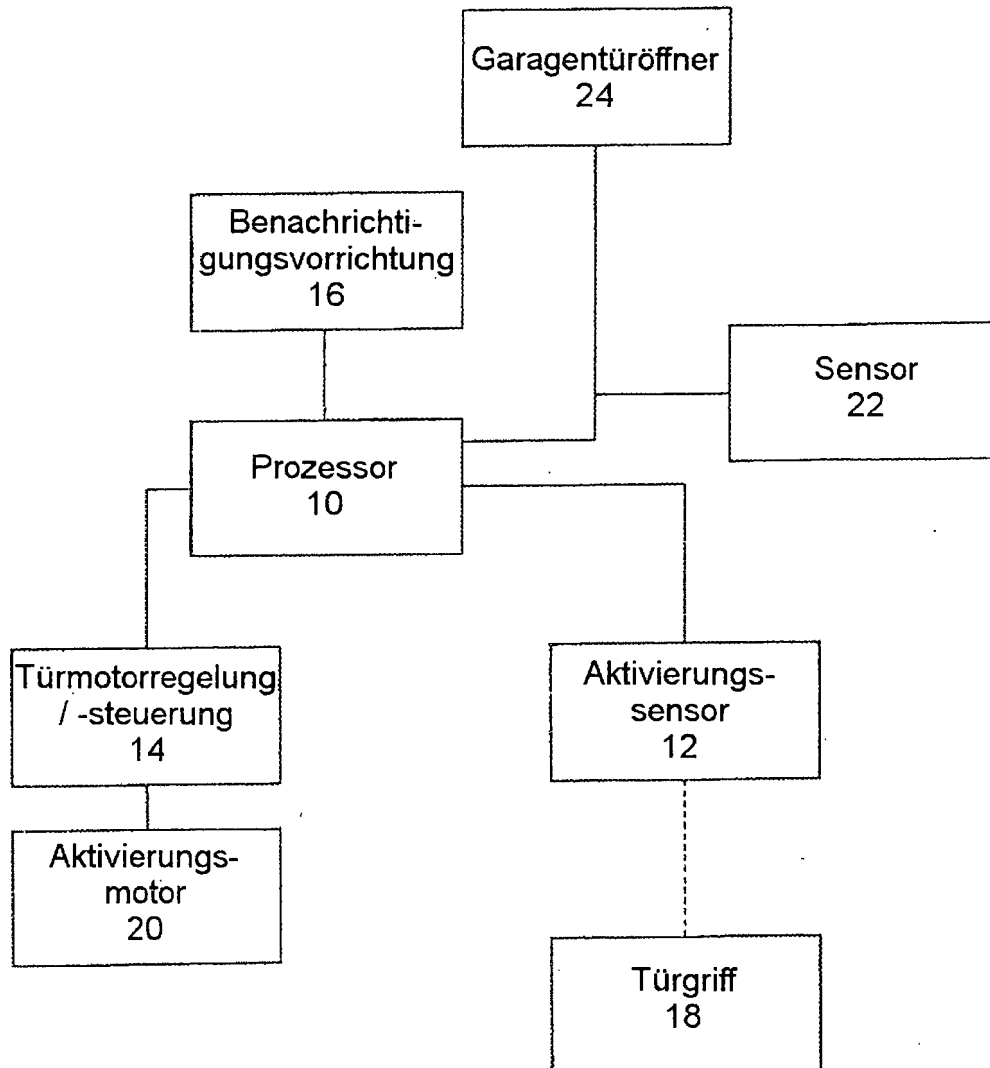 Garagentüröffner
24
Benachrichti-
gungsvorrichtung
16
Sensor
22
Prozessor
10
Türmotorregelung
/ -steuerung
14
Aktivierungs-
sensor
12
Aktivierungs-
motor
20
Türgriff
18